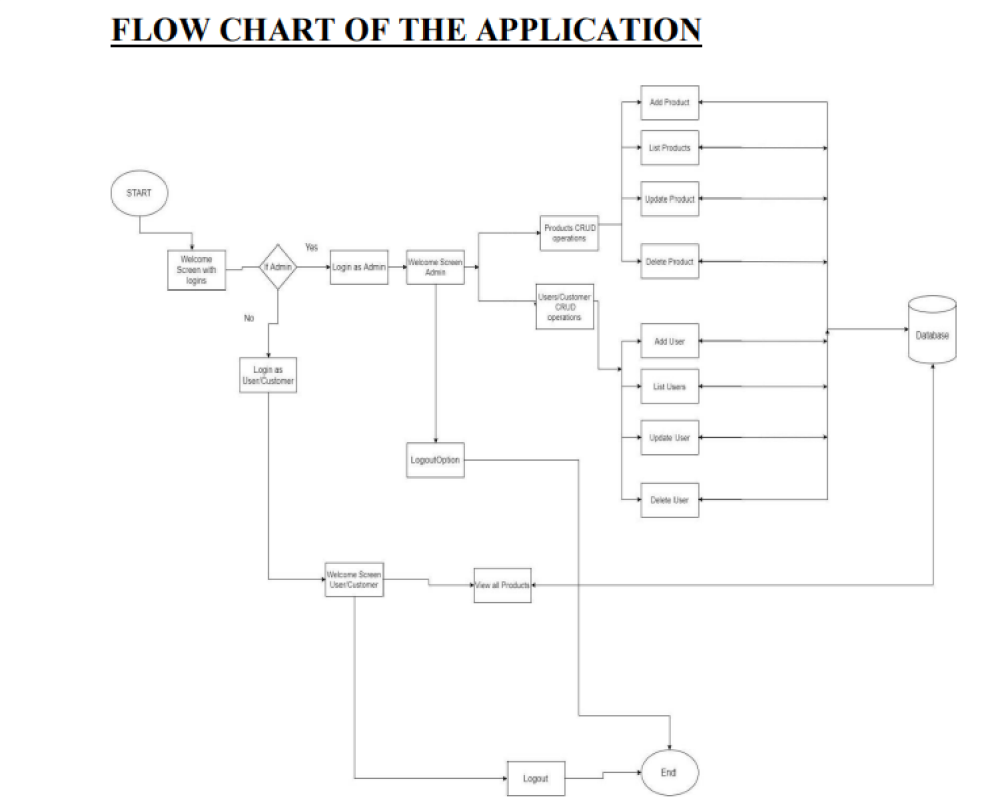 FLOW CHART OF THE APPLICATION
Add Product
List Products
START
Update Product
Products CRUD
operations
Yes
Welcome
Screen with
logins
If Admin
Login as Admin
Welcome Screen
Admin
Delete Product
Users/Customer
CRUD
operations
No
Add User
Database
Login as
User/Customer
List Users
Update User
LogoutOption
Delete User
Welcome Screen
User/Customer
View all Products
Logout
End